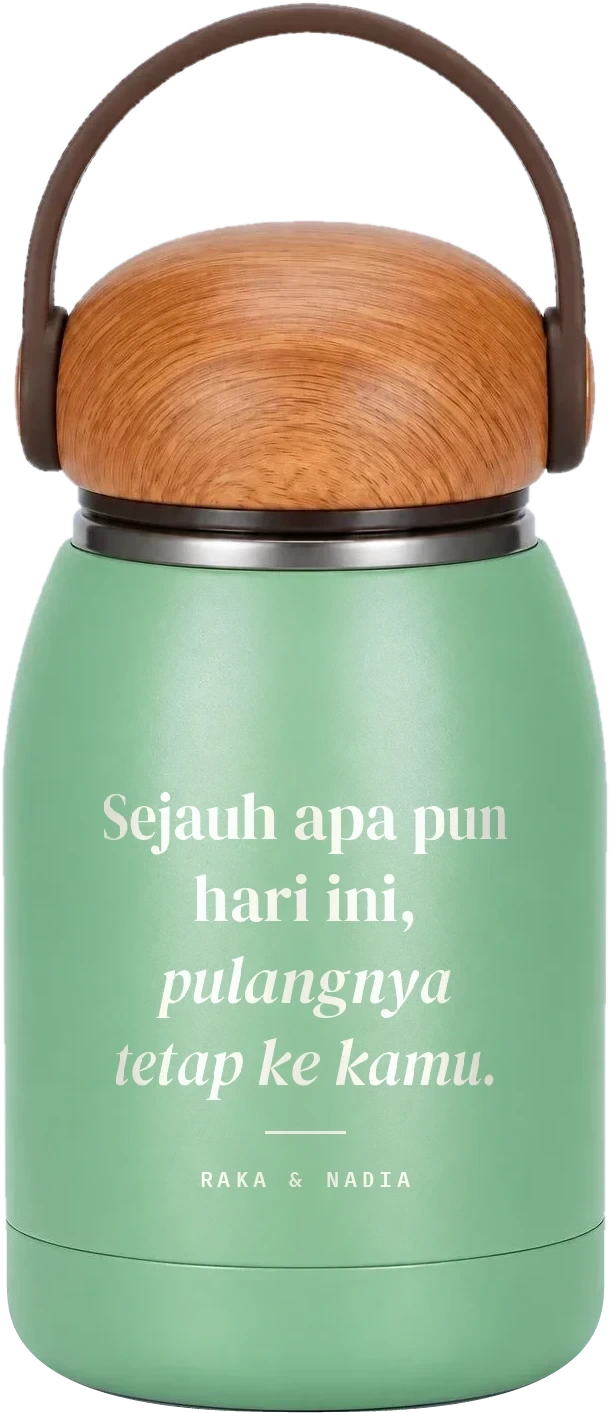 Sejauh apa pun
hari ini,
pulangnya
tetap ke kamu.
RAKA & NADIA